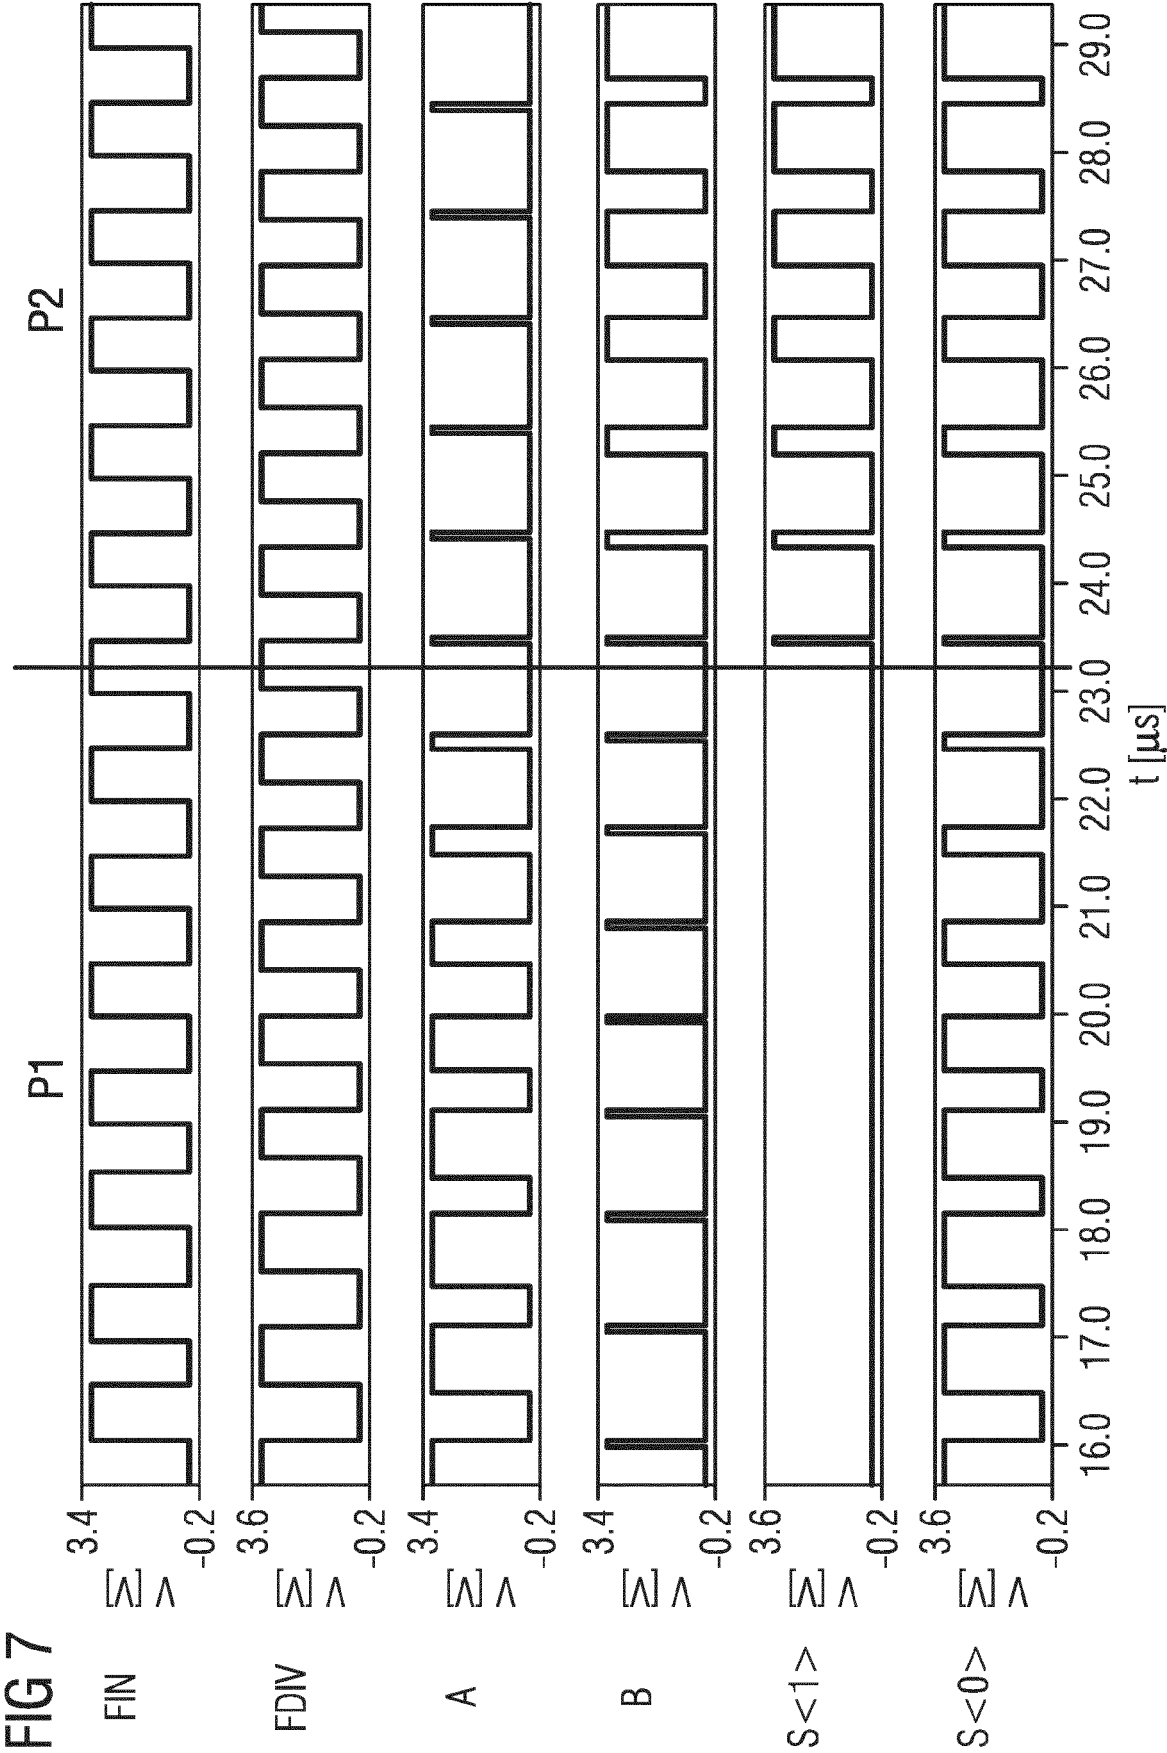 FIG 7
P1
P2
FIN
V [V]
3.4
-0.2
FDIV
V [V]
3.6
-0.2
A
V [V]
3.4
-0.2
B
V [V]
3.4
-0.2
S<1>
V [V]
3.6
-0.2
S<0>
V [V]
3.6
-0.2
16.0 17.0 18.0 19.0 20.0 21.0 22.0 23.0 24.0 25.0 26.0 27.0 28.0 29.0
t [µs]